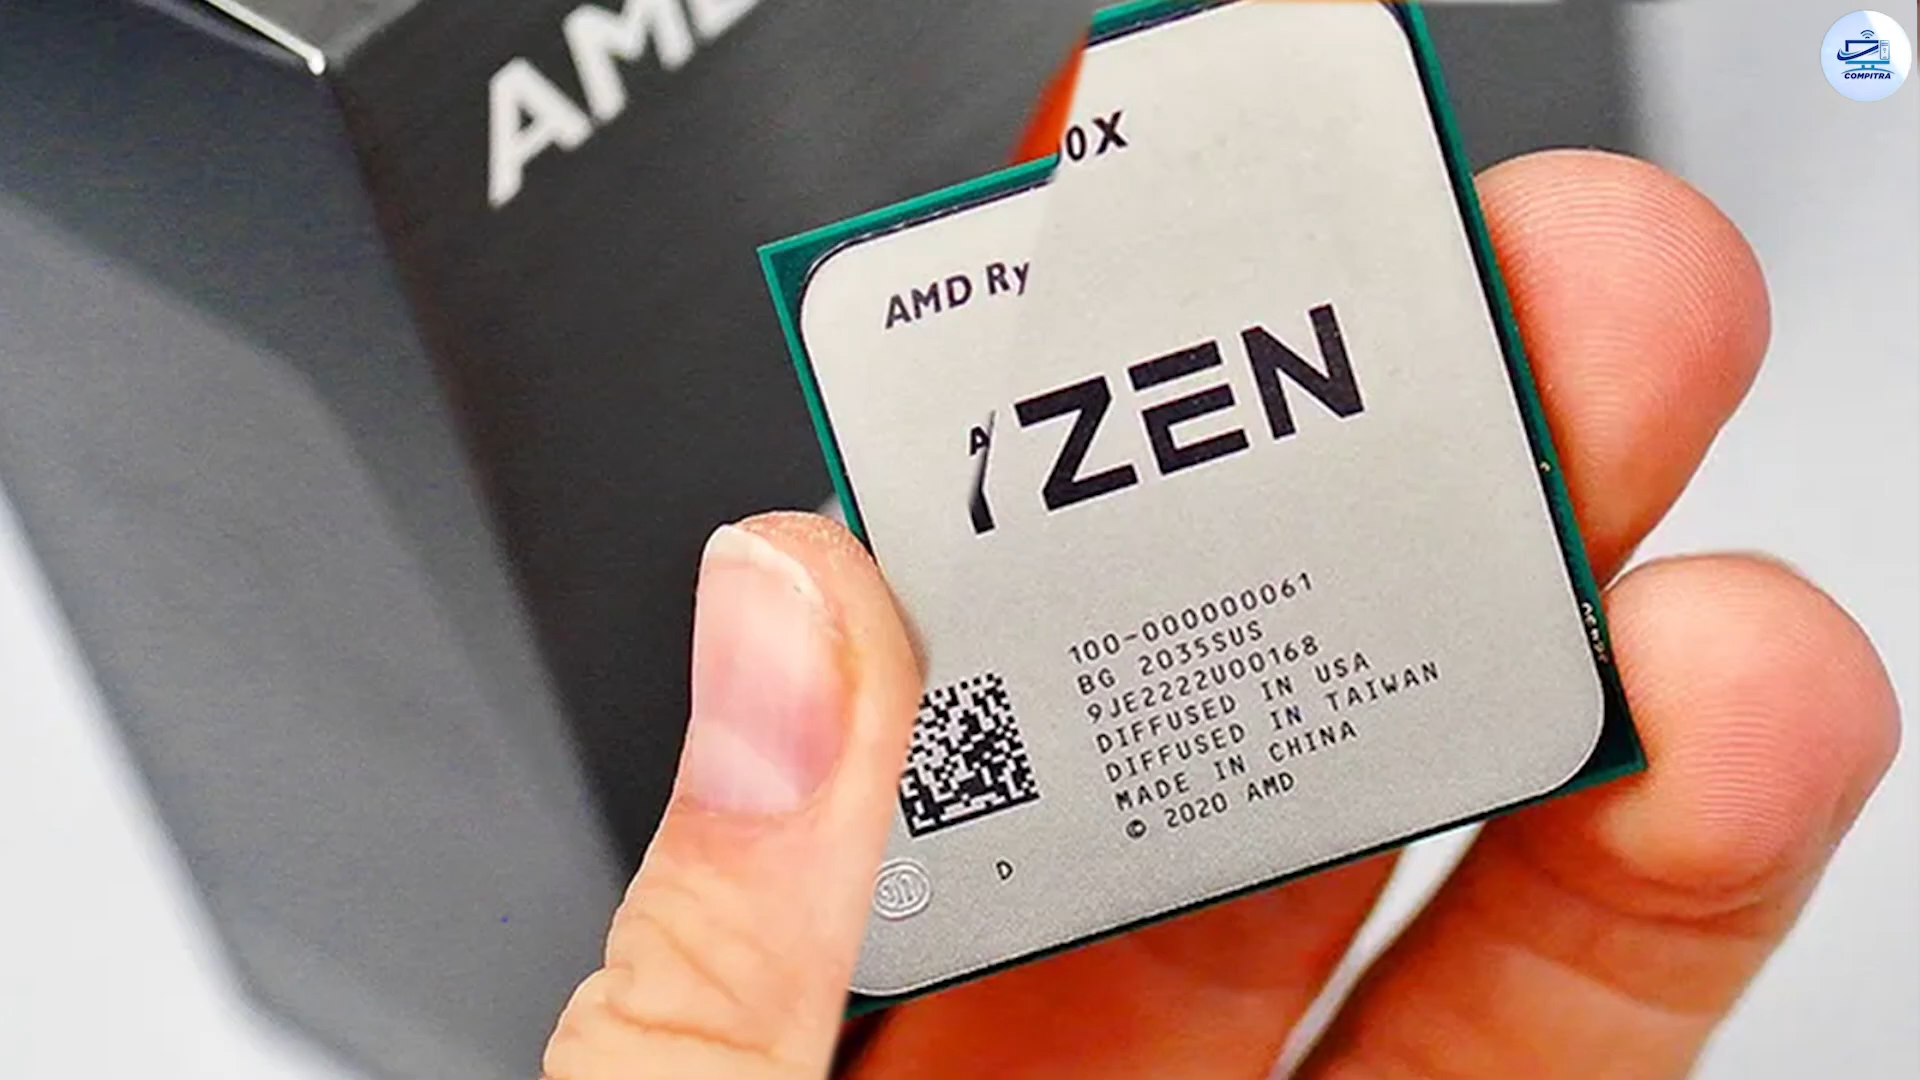 AMD
COMPITRA
0X
AMD Ry
ZEN
100-000000061
BG 2035SUS
9JE2222U00168
DIFFUSED IN USA
DIFFUSED IN TAIWAN
MADE IN CHINA
© 2020 AMD
D